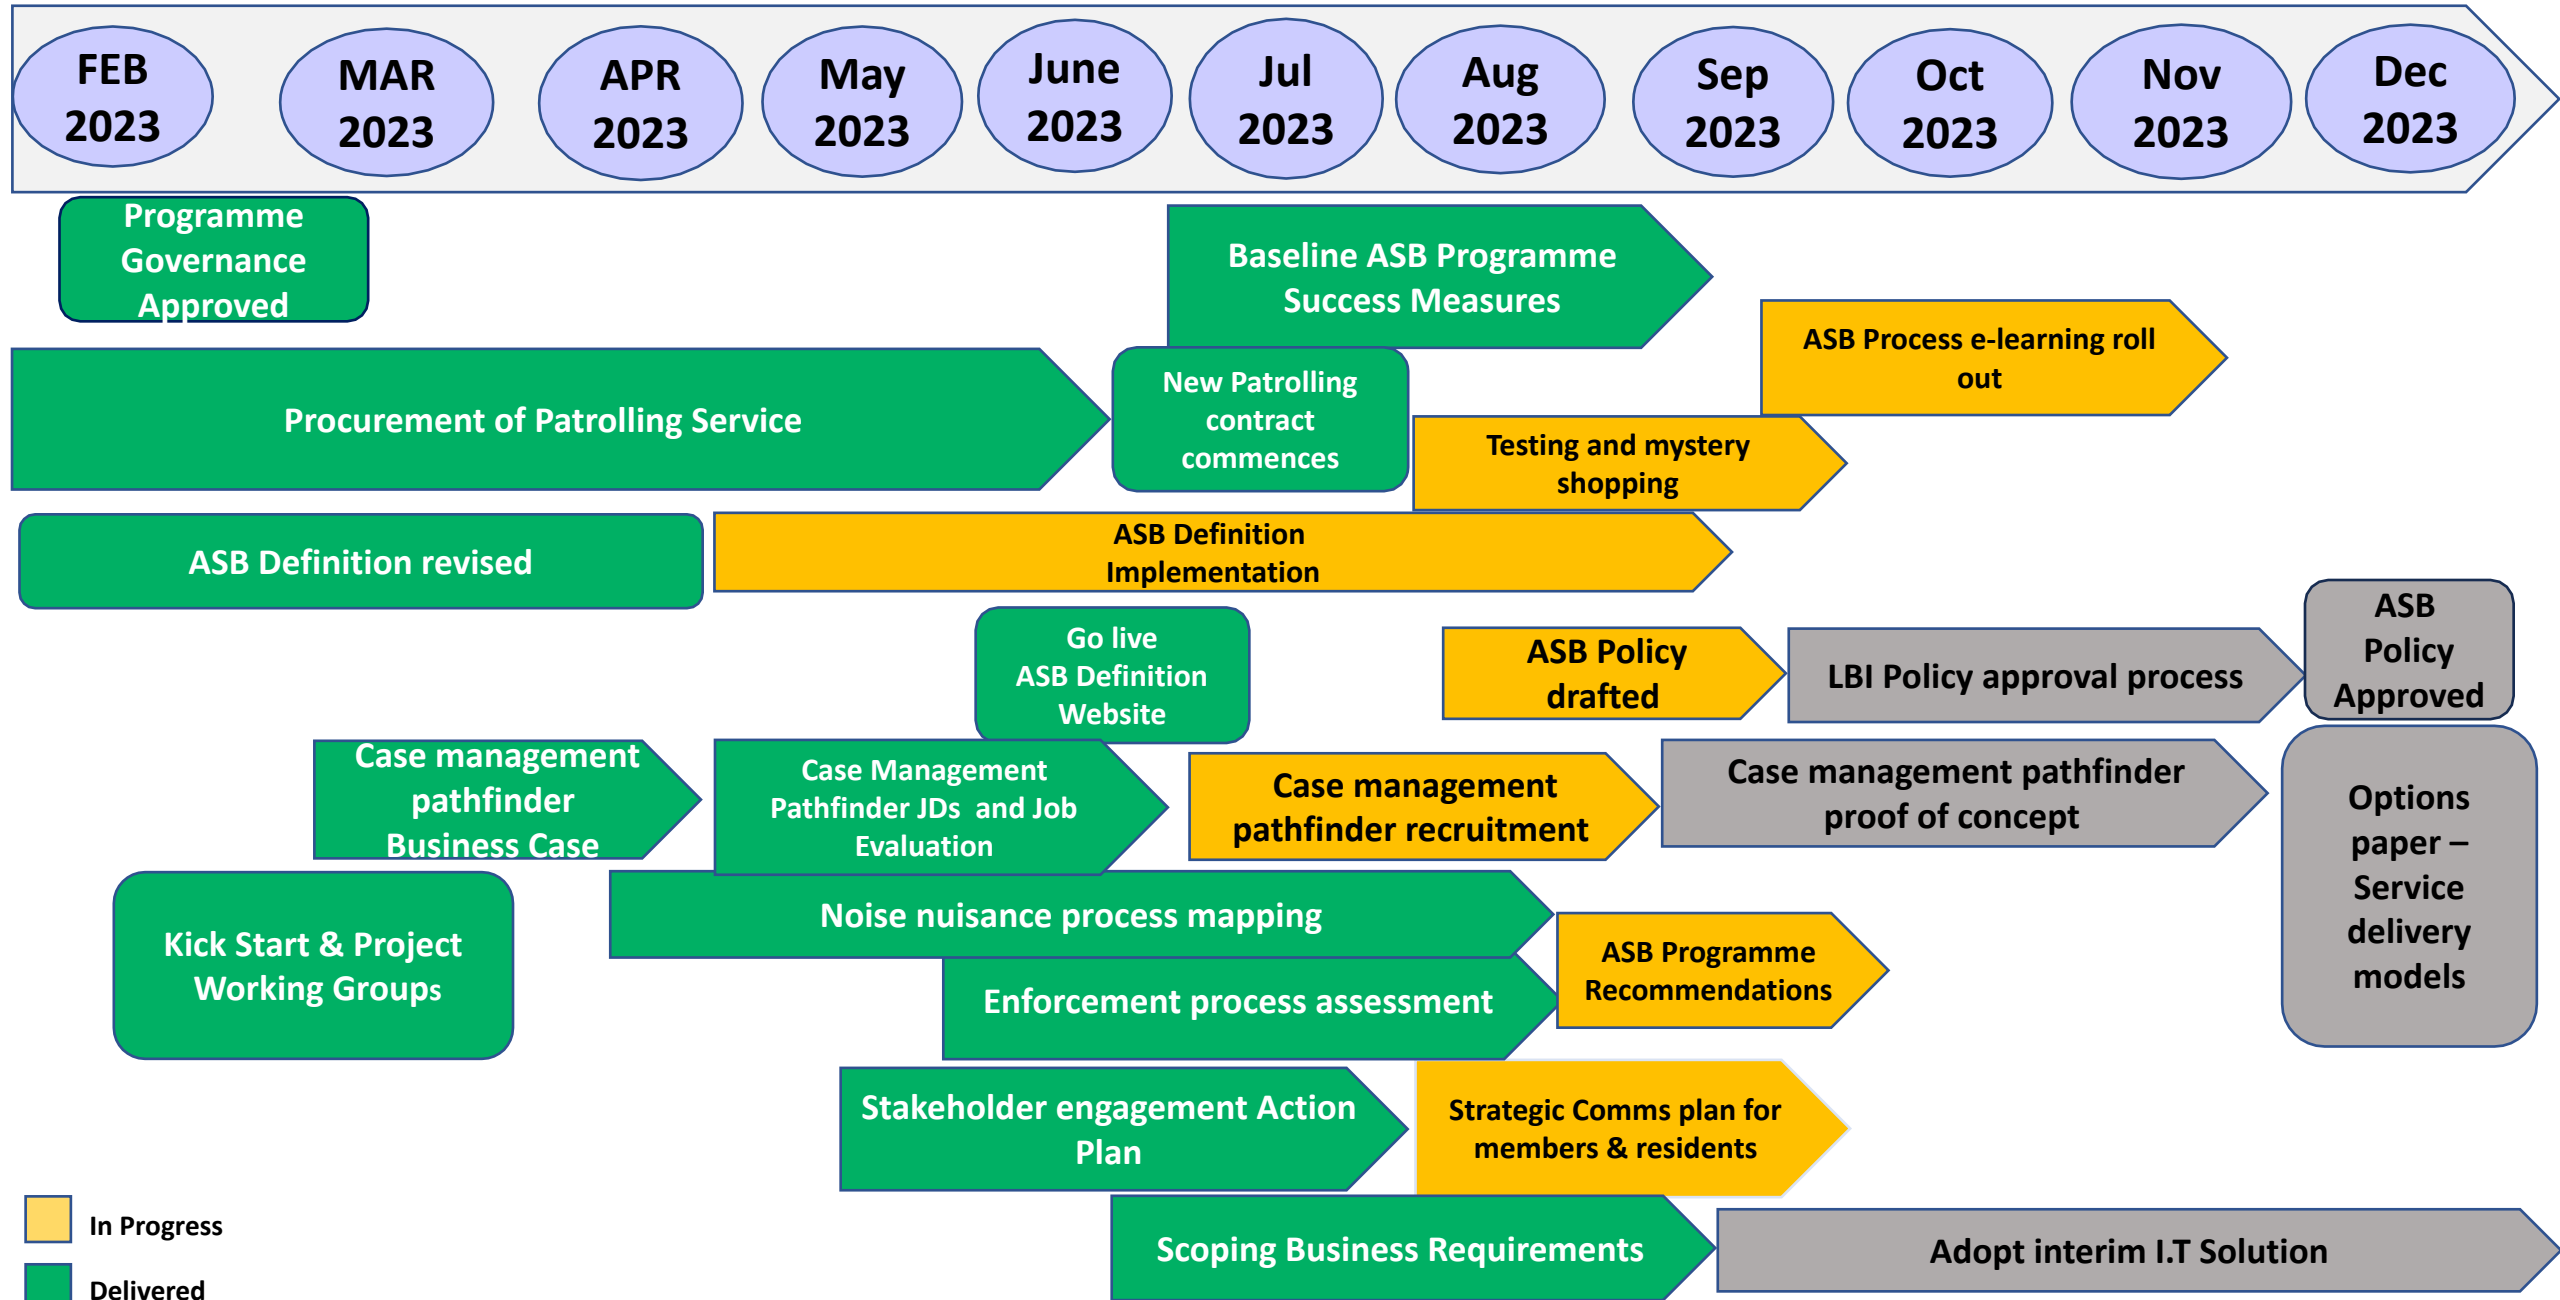 FEB
2023
MAR
2023
APR
2023
May
2023
June
2023
Jul
2023
Aug
2023
Sep
2023
Oct
2023
Nov
2023
Dec
2023
Programme
Governance
Approved
Baseline ASB Programme
Success Measures
ASB Process e-learning roll
out
Procurement of Patrolling Service
New Patrolling
contract
commences
Testing and mystery
shopping
ASB Definition revised
ASB Definition
Implementation
Go live
ASB Definition
Website
ASB Policy
drafted
LBI Policy approval process
ASB
Policy
Approved
Case management
pathfinder
Business Case
Case Management
Pathfinder JDs and Job
Evaluation
Case management
pathfinder recruitment
Case management pathfinder
proof of concept
Options
paper –
Service
delivery
models
Kick Start & Project
Working Groups
Noise nuisance process mapping
Enforcement process assessment
ASB Programme
Recommendations
Stakeholder engagement Action
Plan
Strategic Comms plan for
members & residents
Scoping Business Requirements
Adopt interim I.T Solution
In Progress
Delivered